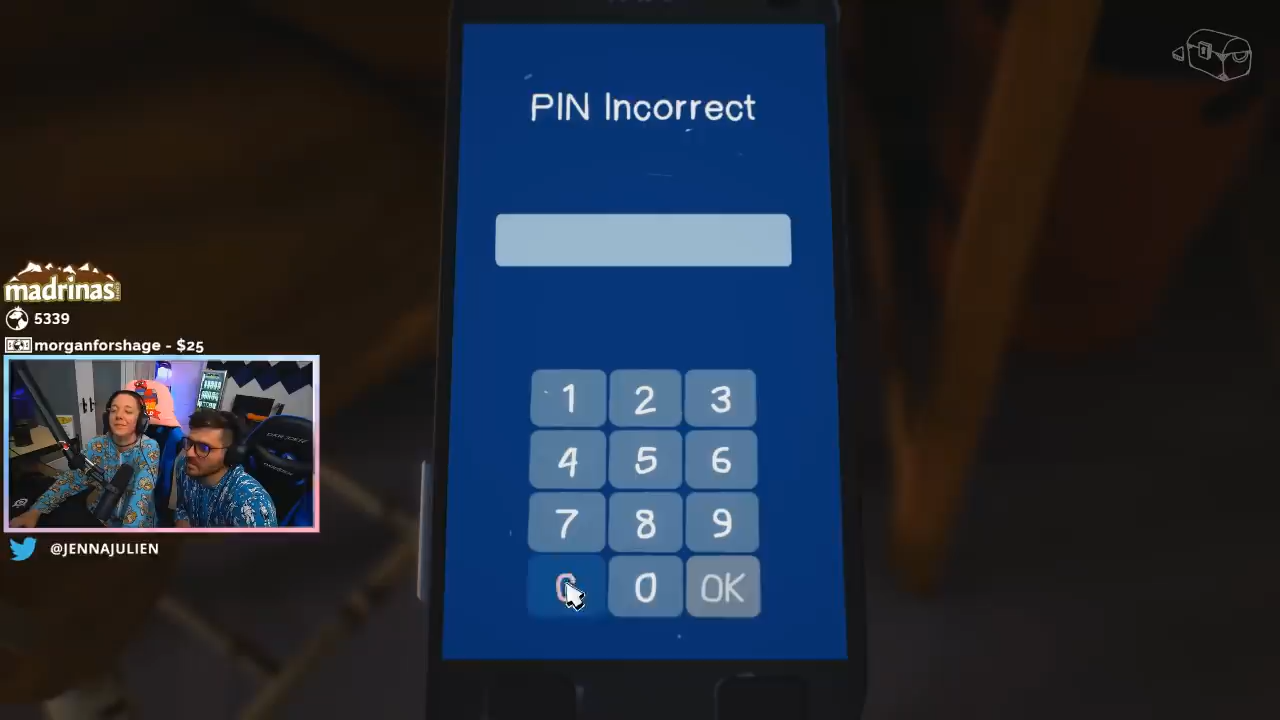 PIN Incorrect
1 2 3
4 5 6
7 8 9
C 0 OK
madrinas
5339
morganforshage - $25
@JENNAJULIEN